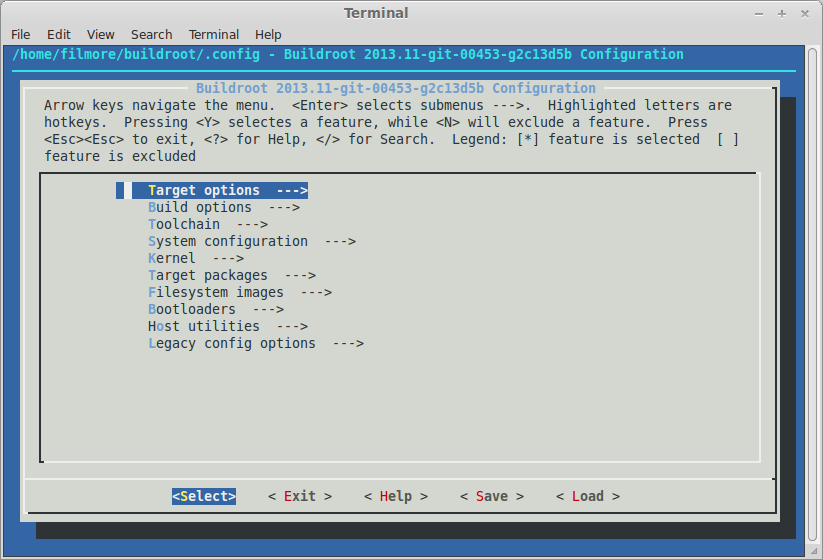 Terminal
File Edit View Search Terminal Help
/home/filmore/buildroot/.config - Buildroot 2013.11-git-00453-g2c13d5b Configuration
Buildroot 2013.11-git-00453-g2c13d5b Configuration
Arrow keys navigate the menu.  <Enter> selects submenus --->.  Highlighted letters are
hotkeys.  Pressing <Y> selectes a feature, while <N> will exclude a feature.  Press
<Esc><Esc> to exit, <?> for Help, </> for Search.  Legend: [*] feature is selected  [ ]
feature is excluded
Target options  --->
Build options  --->
Toolchain  --->
System configuration  --->
Kernel  --->
Target packages  --->
Filesystem images  --->
Bootloaders  --->
Host utilities  --->
Legacy config options  --->
<Select>    < Exit >    < Help >    < Save >    < Load >